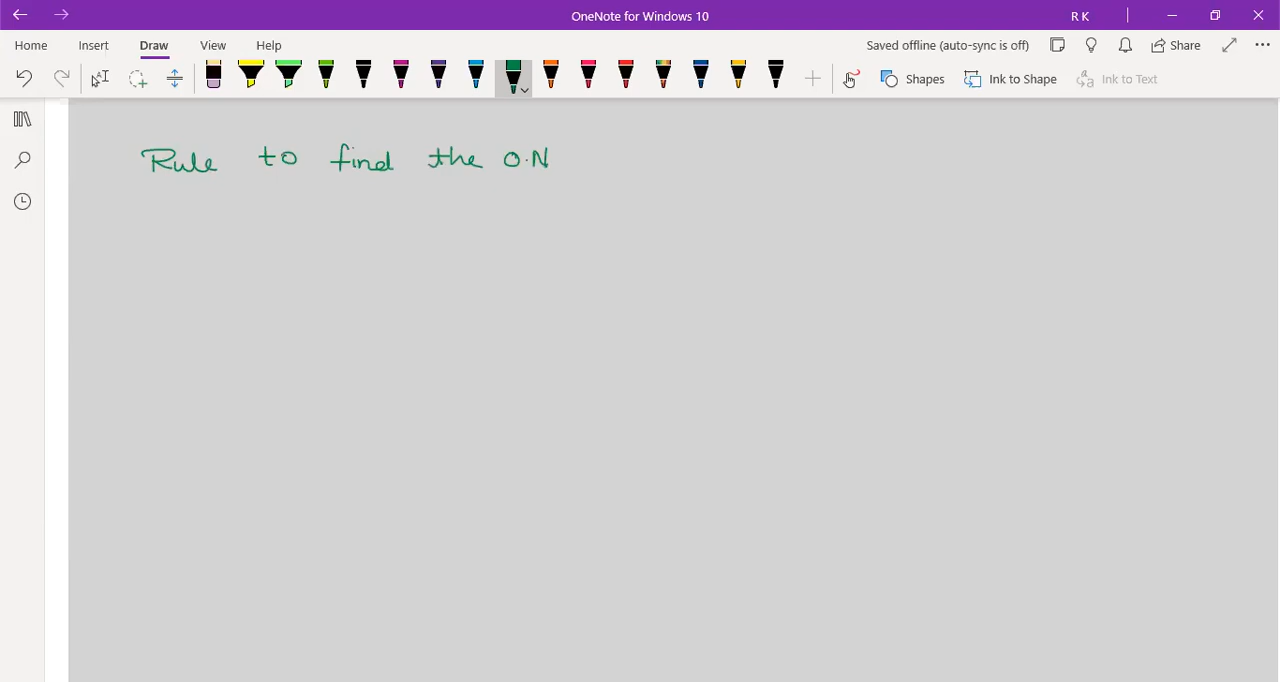 OneNote for Windows 10
R K
Home Insert Draw View Help
Saved offline (auto-sync is off)
Share
Shapes
Ink to Shape
Ink to Text
Rule to find the O.N